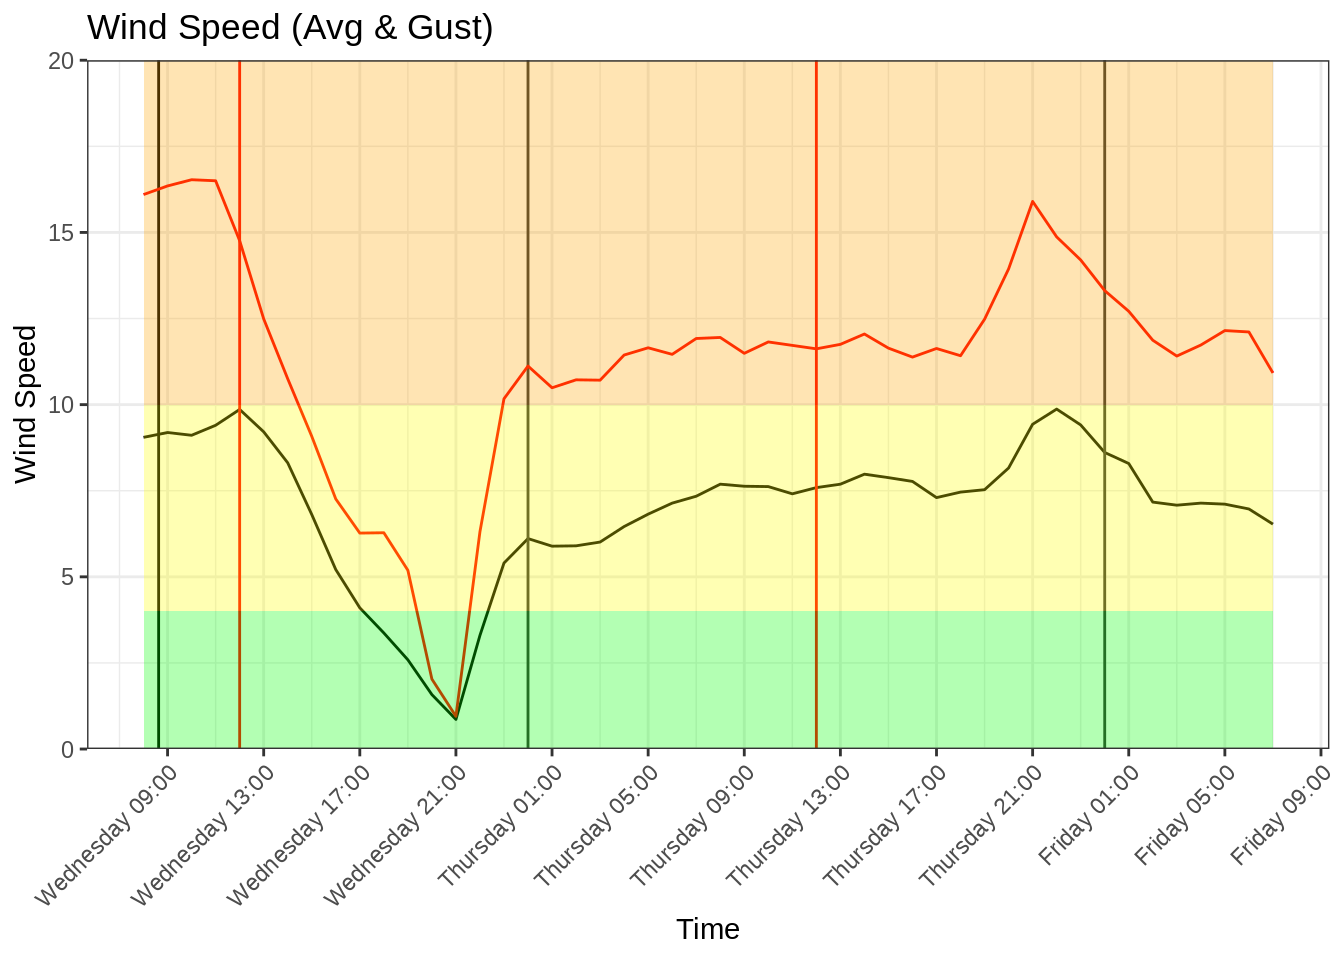 Wind Speed (Avg & Gust)
20
15
10
5
0
Wind Speed
Wednesday 09:00
Wednesday 13:00
Wednesday 17:00
Wednesday 21:00
Thursday 01:00
Thursday 05:00
Thursday 09:00
Thursday 13:00
Thursday 17:00
Thursday 21:00
Friday 01:00
Friday 05:00
Friday 09:00
Time